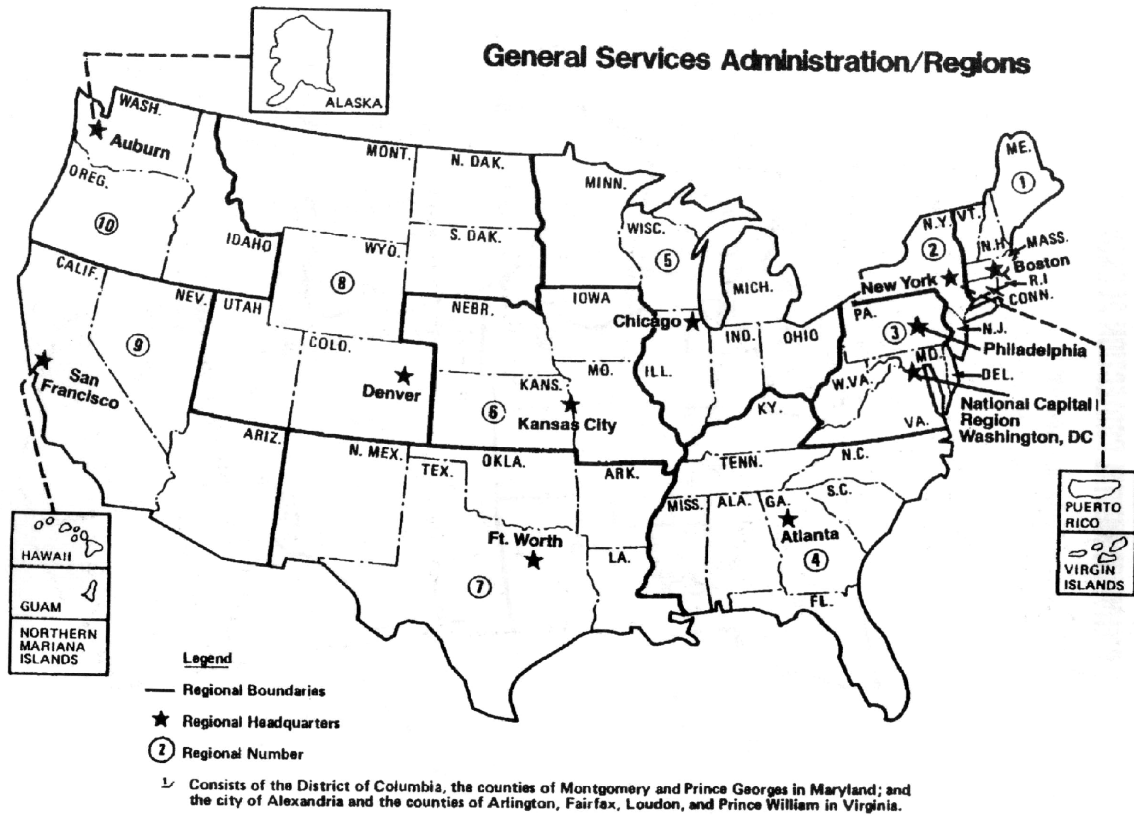 General Services Administration/Regions
ALASKA
WASH.
Auburn
OREG.
10
IDAHO
MONT.
N. DAK.
S. DAK.
WYO.
8
MINN.
WISC.
5
MICH.
ME.
1
N.Y.
VT.
2
N.H
MASS.
Boston
R.I
CONN.
New York
CALIF.
NEV.
9
UTAH
COLO.
Denver
NEBR.
IOWA
Chicago
ILL.
IND.
OHIO
PA.
3
N.J.
Philadelphia
MD.
DEL.
W.VA
VA.
National Capital
Region
Washington, DC
San
Francisco
KANS.
6
Kansas City
MO.
KY.
ARIZ.
N. MEX.
TEX.
OKLA.
ARK.
TENN.
N.C.
S.C.
MISS.
ALA.
GA.
Atlanta
4
FL.
Ft. Worth
7
LA.
HAWAII
GUAM
NORTHERN
MARIANA
ISLANDS
PUERTO
RICO
VIRGIN
ISLANDS
Legend
Regional Boundaries
Regional Headquarters
2 Regional Number
1/ Consists of the District of Columbia, the counties of Montgomery and Prince Georges in Maryland; and
the city of Alexandria and the counties of Arlington, Fairfax, Loudon, and Prince William in Virginia.